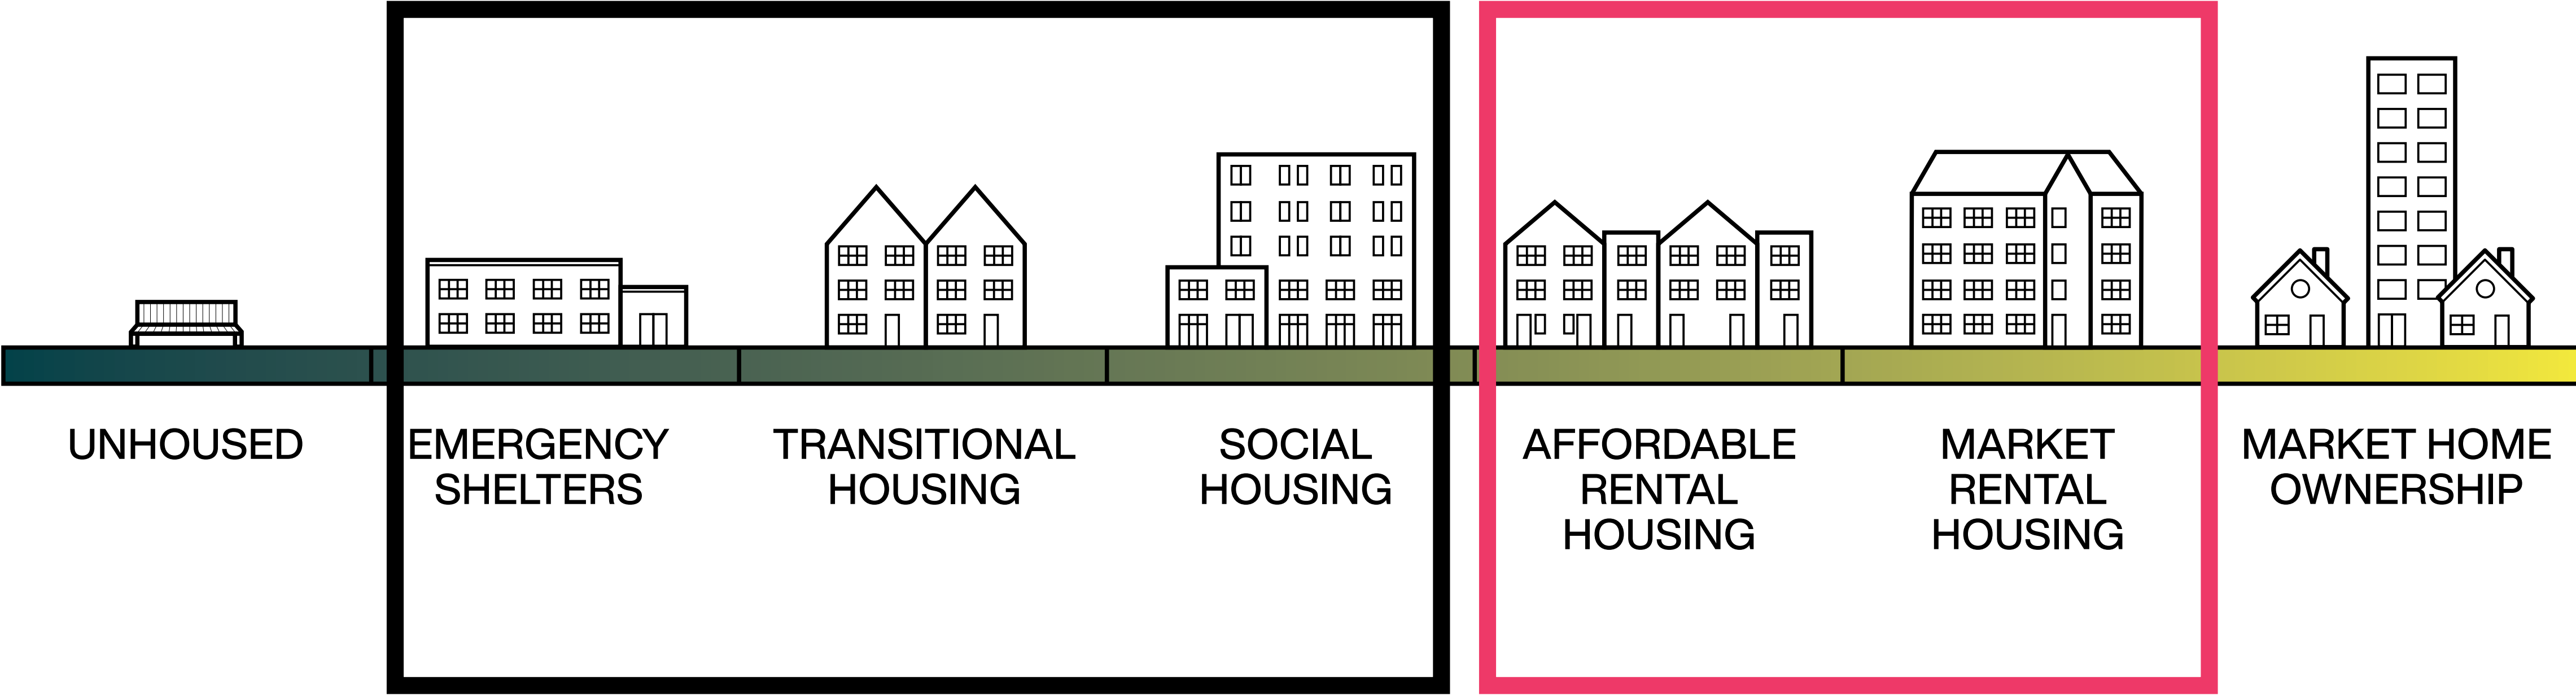 UNHOUSED
EMERGENCY
SHELTERS
TRANSITIONAL
HOUSING
SOCIAL
HOUSING
AFFORDABLE
RENTAL
HOUSING
MARKET
RENTAL
HOUSING
MARKET HOME
OWNERSHIP